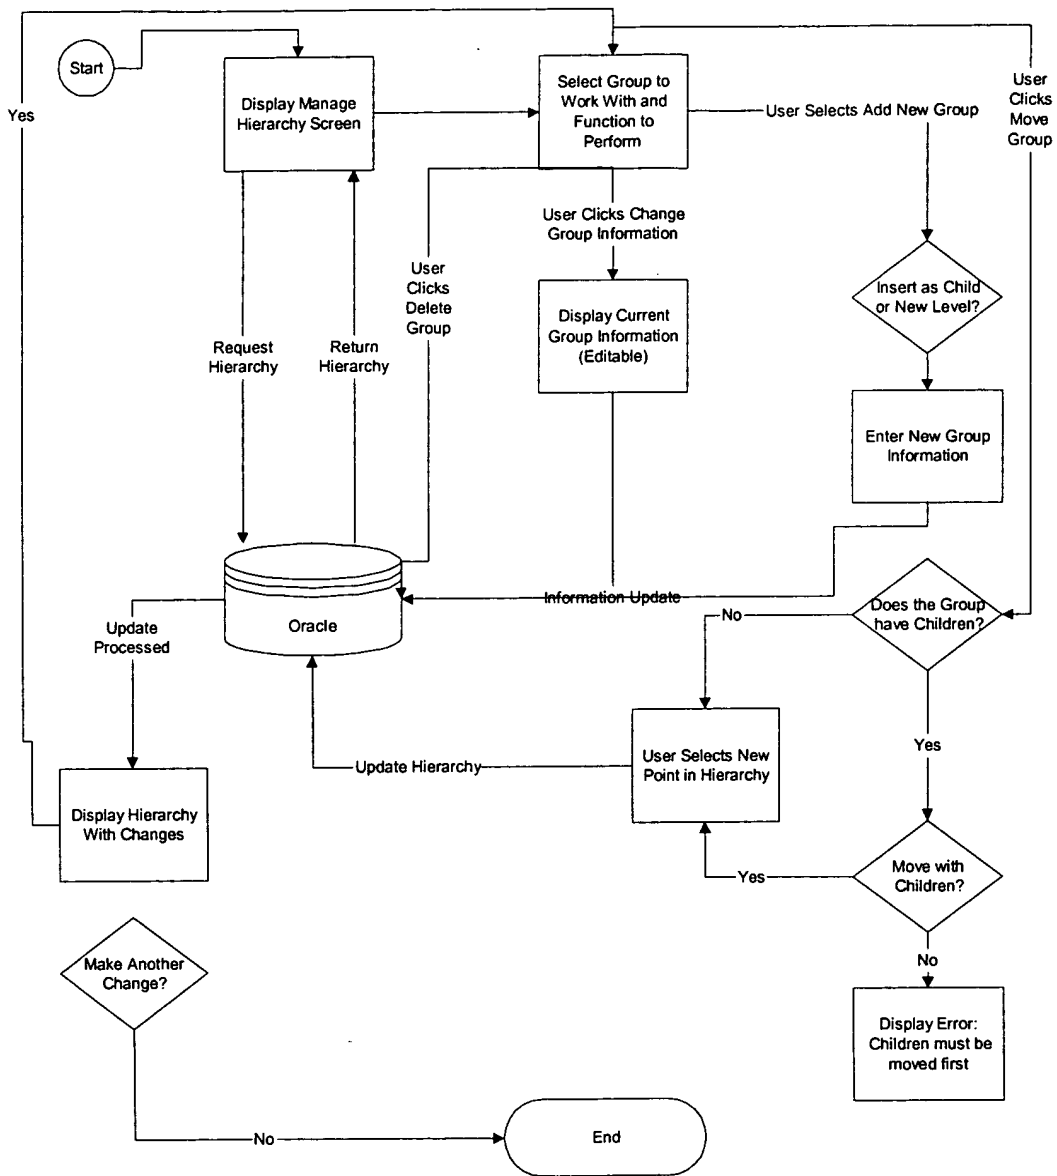 Start
Yes
Display Manage
Hierarchy Screen
Select Group to
Work With and
Function to
Perform
User Selects Add New Group
User
Clicks
Move
Group
User Clicks Change
Group Information
User
Clicks
Delete
Group
Insert as Child
or New Level?
Display Current
Group Information
(Editable)
Request
Hierarchy
Return
Hierarchy
Enter New Group
Information
Information Update
Oracle
Does the Group
have Children?
No
Update
Processed
Yes
User Selects New
Point in Hierarchy
Update Hierarchy
Display Hierarchy
With Changes
Yes
Move with
Children?
No
Make Another
Change?
Display Error:
Children must be
moved first
No
End